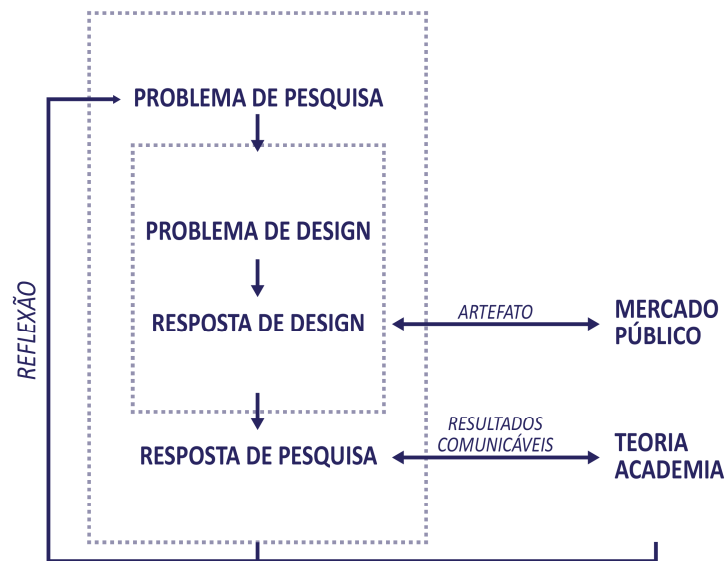 PROBLEMA DE PESQUISA
PROBLEMA DE DESIGN
RESPOSTA DE DESIGN
ARTEFATO
MERCADO
PÚBLICO
REFLEXÃO
RESPOSTA DE PESQUISA
RESULTADOS
COMUNICÁVEIS
TEORIA
ACADEMIA